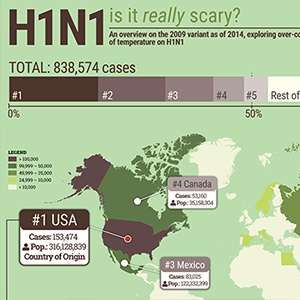 H1N1 is it really scary?
An overview on the 2009 variant as of 2014, exploring over-co
of temperature on H1N1
TOTAL: 838,574 cases
#1 #2 #3 #4 #5 Rest of
0% 50%
LEGEND
> 100,000
99,999 ~ 50,000
49,999 ~ 25,000
24,999 ~ 10,000
< 10,000
#4 Canada
Cases: 53,160
Pop.: 35,158,304
#1 USA
Cases: 153,474
Pop.: 316,128,839
Country of Origin
#3 Mexico
Cases: 83,025
Pop.: 122,332,399